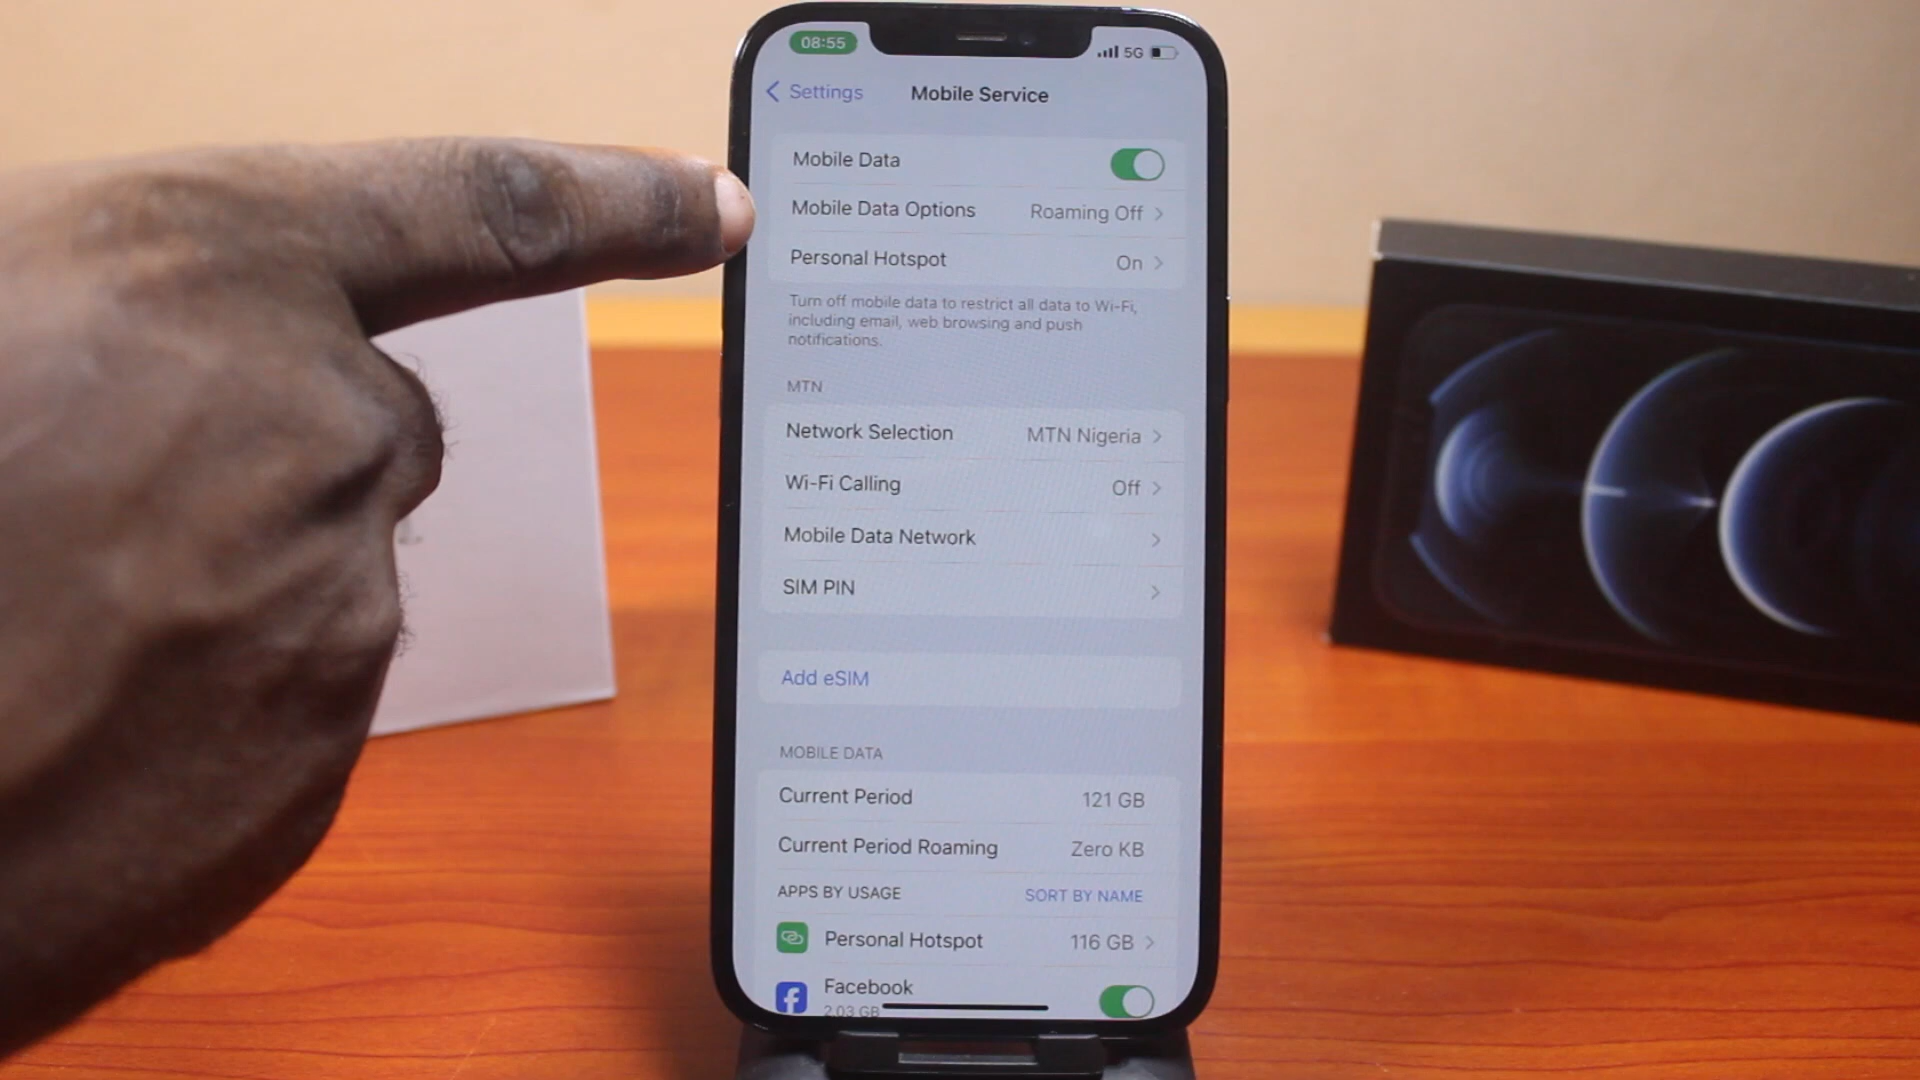 08:55
5G
Settings
Mobile Service
Mobile Data
Mobile Data Options
Roaming Off
Personal Hotspot
On
Turn off mobile data to restrict all data to Wi-Fi,
including email, web browsing and push
notifications.
MTN
Network Selection
MTN Nigeria
Wi-Fi Calling
Off
Mobile Data Network
SIM PIN
Add eSIM
MOBILE DATA
Current Period
121 GB
Current Period Roaming
Zero KB
APPS BY USAGE
SORT BY NAME
Personal Hotspot
116 GB
Facebook
2.03 GB